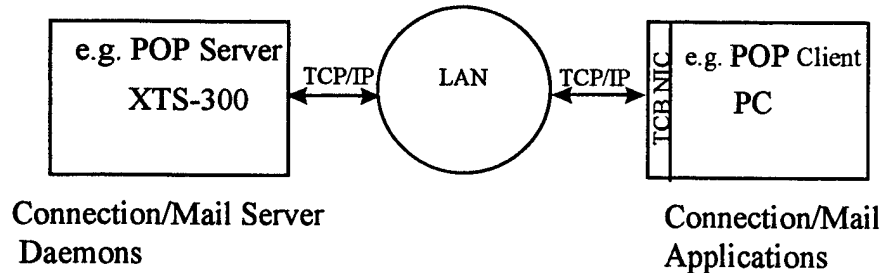 e.g. POP Server
XTS-300
TCP/IP
LAN
TCP/IP
TCB NIC
e.g. POP Client
PC
Connection/Mail Server
Daemons
Connection/Mail
Applications